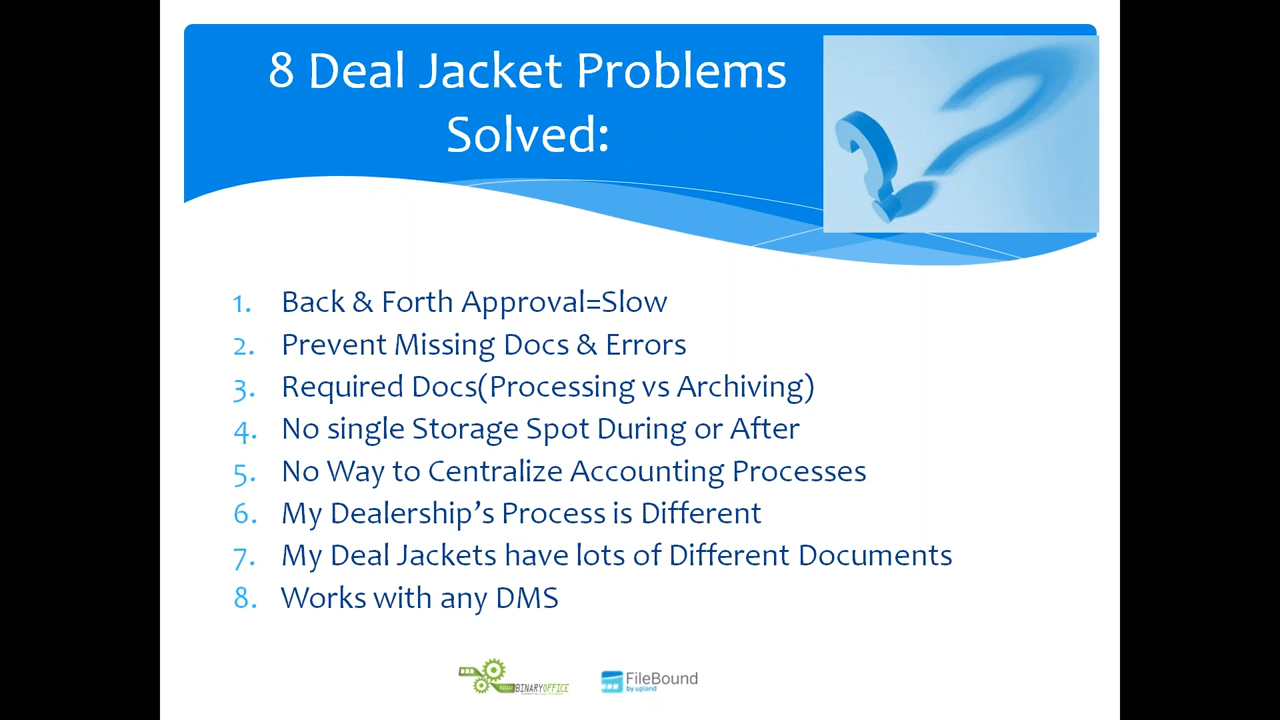 8 Deal Jacket Problems
Solved:
1. Back & Forth Approval=Slow
2. Prevent Missing Docs & Errors
3. Required Docs(Processing vs Archiving)
4. No single Storage Spot During or After
5. No Way to Centralize Accounting Processes
6. My Dealership’s Process is Different
7. My Deal Jackets have lots of Different Documents
8. Works with any DMS
BINARYOFFICE
FileBound
by upland